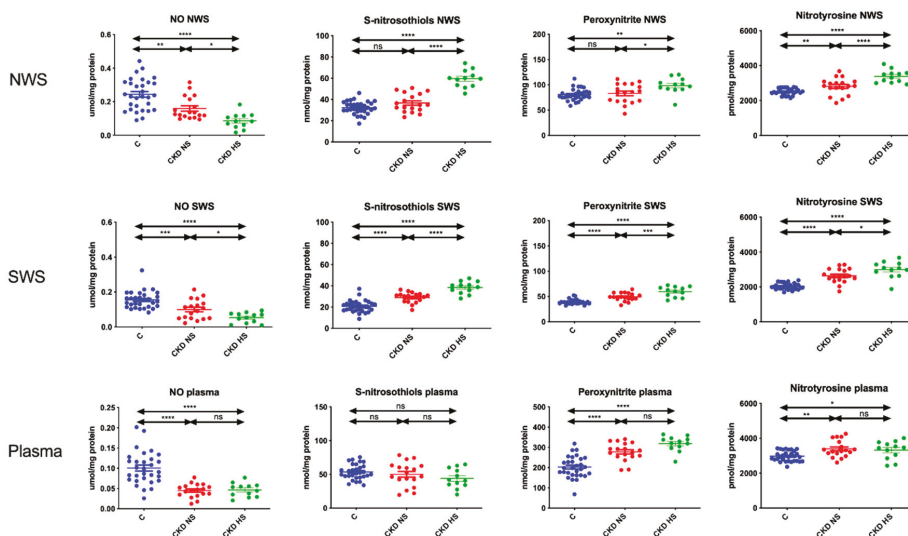 NO NWS
umol/mg protein
0.6
0.4
0.2
0.0
****
**
*
C
CKD NS
CKD HS
S-nitrosothiols NWS
nmol/mg protein
100
80
60
40
20
0
****
ns
****
C
CKD NS
CKD HS
Peroxynitrite NWS
nmol/mg protein
200
150
100
50
0
**
ns
*
C
CKD NS
CKD HS
Nitrotyrosine NWS
pmol/mg protein
6000
4000
2000
0
****
**
****
C
CKD NS
CKD HS
NWS
NO SWS
umol/mg protein
0.6
0.4
0.2
0.0
****
***
*
C
CKD NS
CKD HS
S-nitrosothiols SWS
nmol/mg protein
100
80
60
40
20
0
****
****
****
C
CKD NS
CKD HS
Peroxynitrite SWS
nmol/mg protein
200
150
100
50
0
****
****
***
C
CKD NS
CKD HS
Nitrotyrosine SWS
pmol/mg protein
6000
4000
2000
0
****
****
*
C
CKD NS
CKD HS
SWS
NO plasma
umol/mg protein
0.25
0.20
0.15
0.10
0.05
0.00
****
****
ns
C
CKD NS
CKD HS
S-nitrosothiols plasma
nmol/mg protein
150
100
50
0
ns
ns
ns
C
CKD NS
CKD HS
Peroxynitrite plasma
nmol/mg protein
500
400
300
200
100
0
****
****
ns
C
CKD NS
CKD HS
Nitrotyrosine plasma
pmol/mg protein
6000
4000
3000
2000
0
*
**
ns
C
CKD NS
CKD HS
Plasma